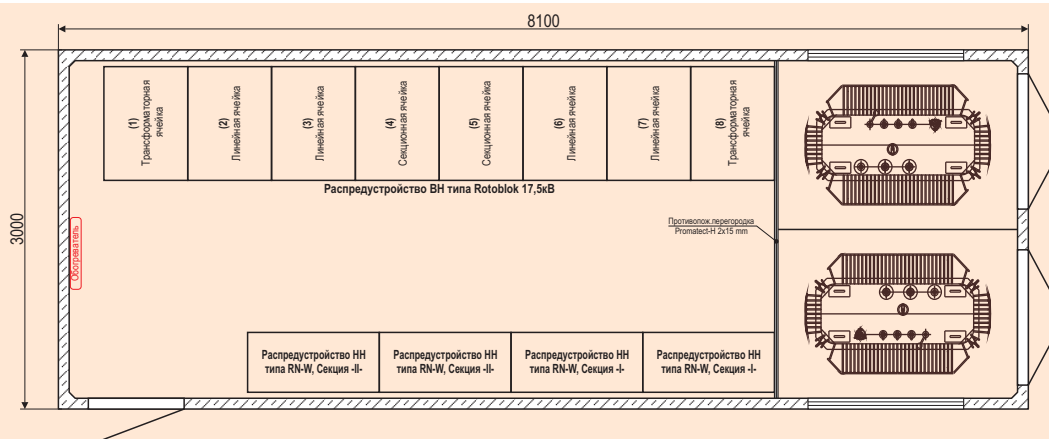 8100
3000
(1)
Трансформаторная
ячейка
(2)
Линейная ячейка
(3)
Линейная ячейка
(4)
Секционная ячейка
(5)
Секционная ячейка
(6)
Линейная ячейка
(7)
Линейная ячейка
(8)
Трансформаторная
ячейка
Распредустройство ВН типа Rotoblok 17,5кВ
Обогреватель
Противопож.перегородка
Promatect-H 2x15 mm
Распредустройство НН
типа RN-W, Секция -II-
Распредустройство НН
типа RN-W, Секция -II-
Распредустройство НН
типа RN-W, Секция -I-
Распредустройство НН
типа RN-W, Секция -I-